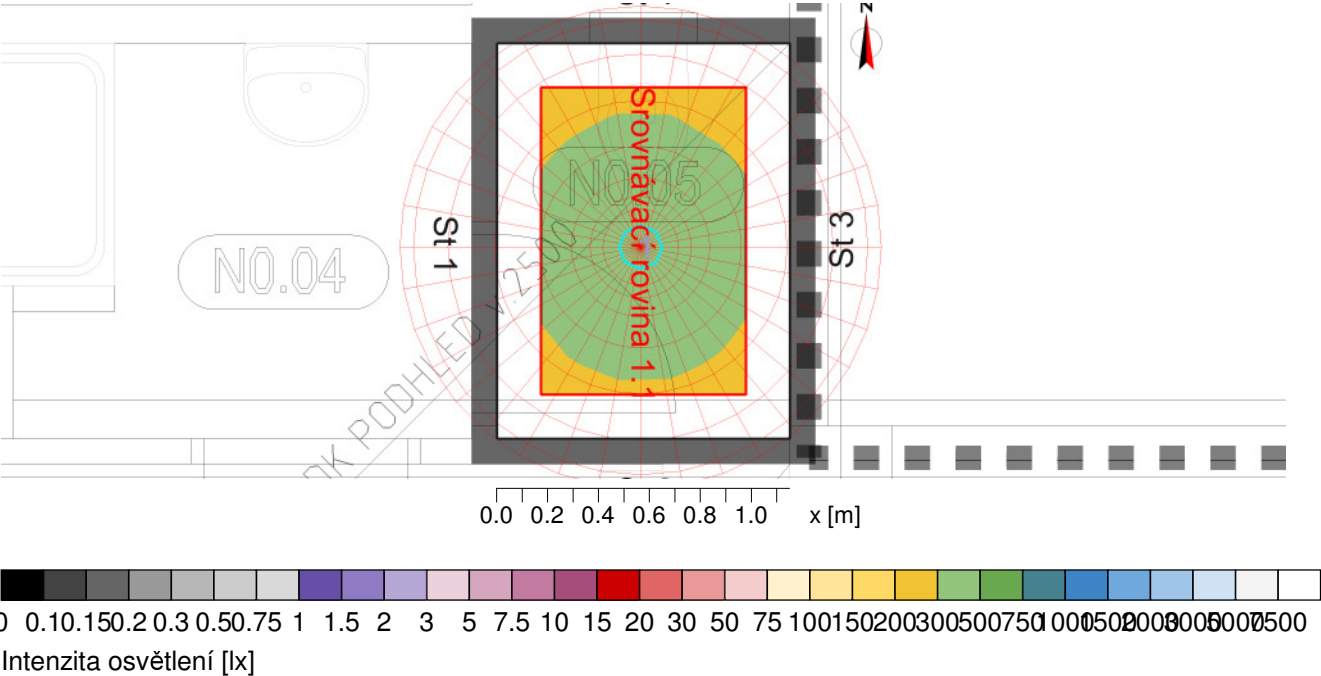 z
Srovnávací rovina 1.1
N0.05
St 1
St 3
N0.04
DK PODHLED v.2500
0.0 0.2 0.4 0.6 0.8 1.0 x [m]
0 0.1 0.15 0.2 0.3 0.5 0.75 1 1.5 2 3 5 7.5 10 15 20 30 50 75 100 150 200 300 500 750 1000 1500 2000 3000 5000 7500
Intenzita osvětlení [lx]